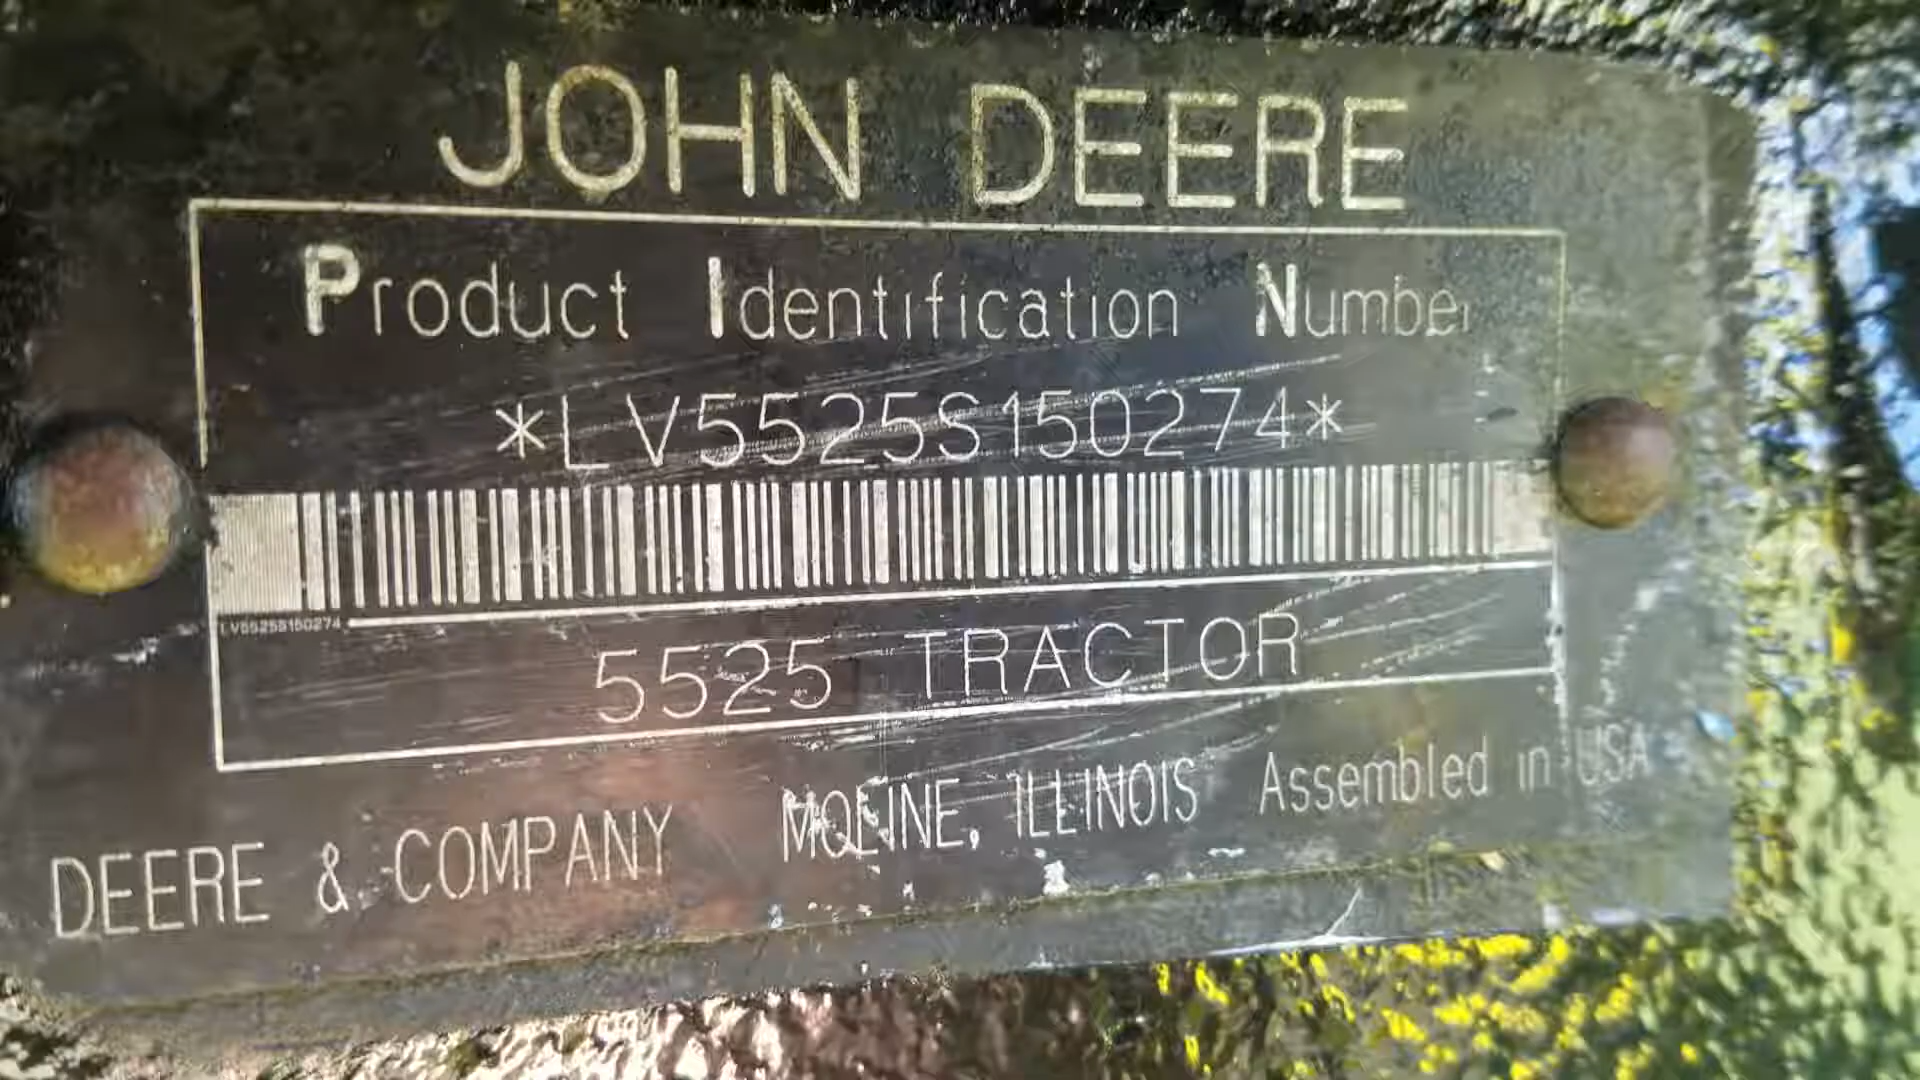 JOHN DEERE
Product Identification Number
*LV5525S150274*
LV5525S150274
5525 TRACTOR
DEERE & COMPANY MOLINE, ILLINOIS Assembled in USA